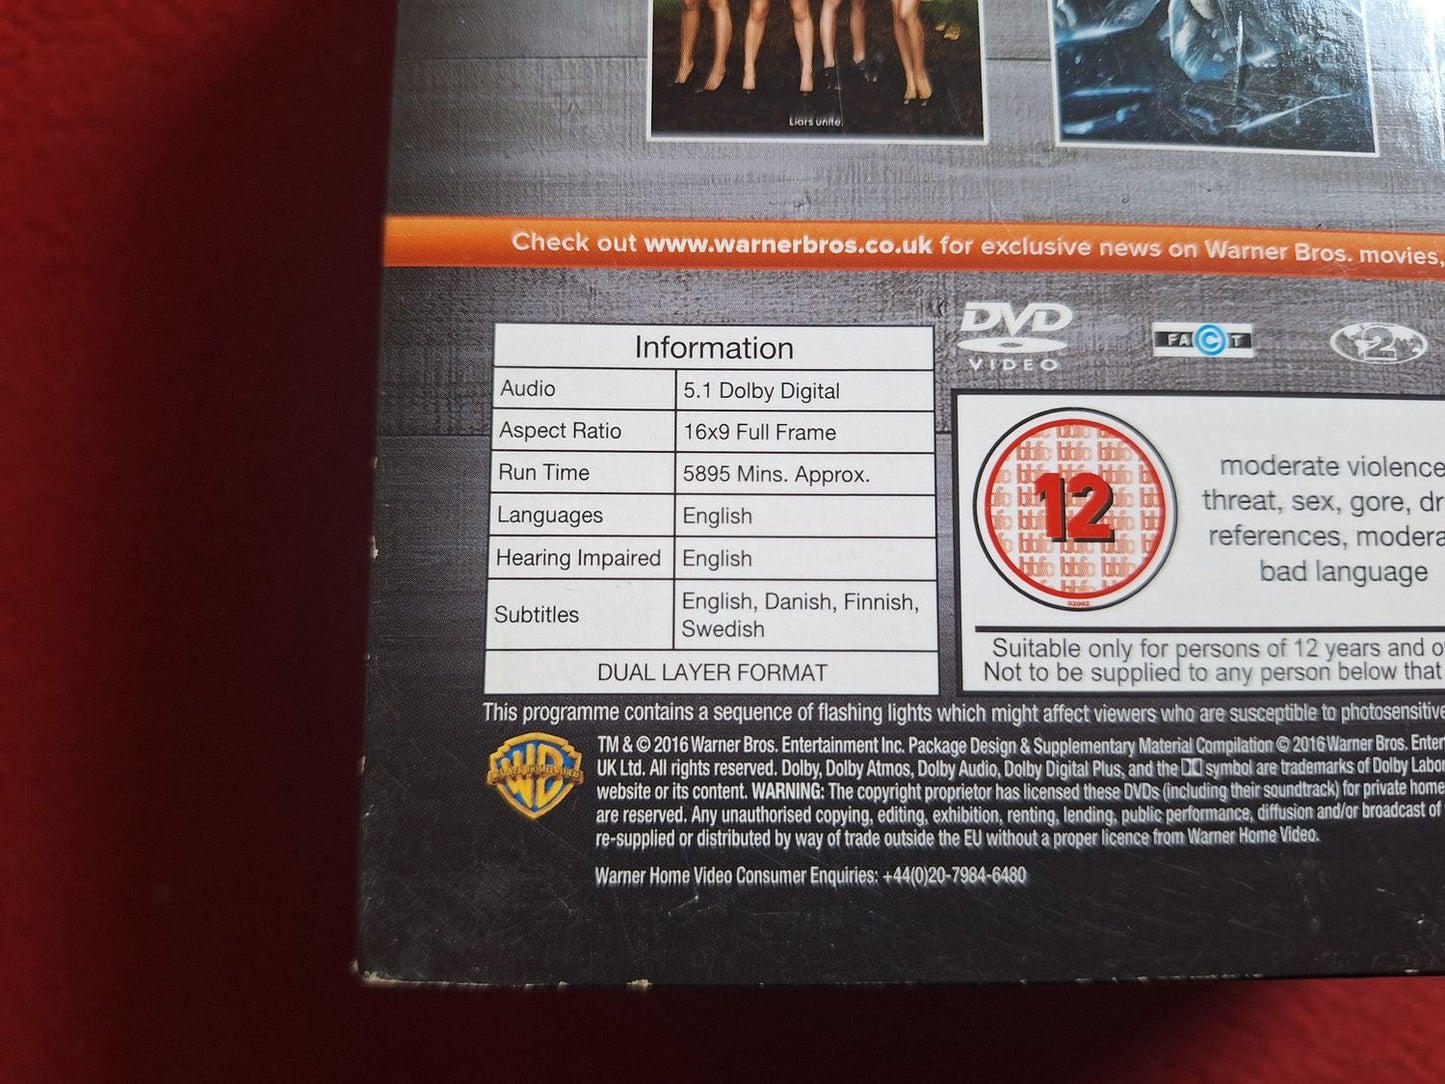 Liars unite.
Check out www.warnerbros.co.uk for exclusive news on Warner Bros. movies,
DVD
VIDEO
FACT
2
Information
Audio 5.1 Dolby Digital
Aspect Ratio 16x9 Full Frame
Run Time 5895 Mins. Approx.
Languages English
Hearing Impaired English
Subtitles English, Danish, Finnish,
Swedish
DUAL LAYER FORMAT
12
02002
moderate violence
threat, sex, gore, dr
references, modera
bad language
Suitable only for persons of 12 years and o
Not to be supplied to any person below that
This programme contains a sequence of flashing lights which might affect viewers who are susceptible to photosensitive
WB
TM & © 2016 Warner Bros. Entertainment Inc. Package Design & Supplementary Material Compilation © 2016 Warner Bros. Enter
UK Ltd. All rights reserved. Dolby, Dolby Atmos, Dolby Audio, Dolby Digital Plus, and the symbol are trademarks of Dolby Labor
website or its content. WARNING: The copyright proprietor has licensed these DVDs (including their soundtrack) for private home
are reserved. Any unauthorised copying, editing, exhibition, renting, lending, public performance, diffusion and/or broadcast of
re-supplied or distributed by way of trade outside the EU without a proper licence from Warner Home Video.
Warner Home Video Consumer Enquiries: +44(0)20-7984-6480